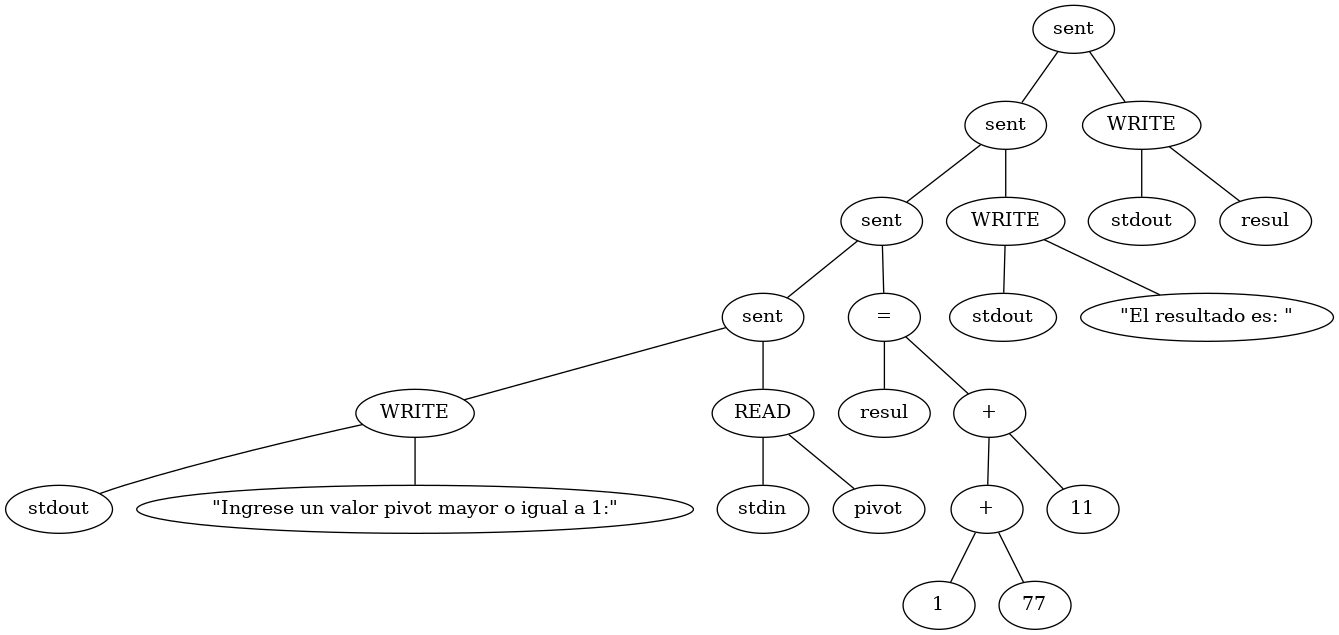 sent
sent
WRITE
sent
WRITE
stdout
resul
sent
=
stdout
"El resultado es: "
WRITE
READ
resul
+
stdout
"Ingrese un valor pivot mayor o igual a 1:"
stdin
pivot
+
11
1
77